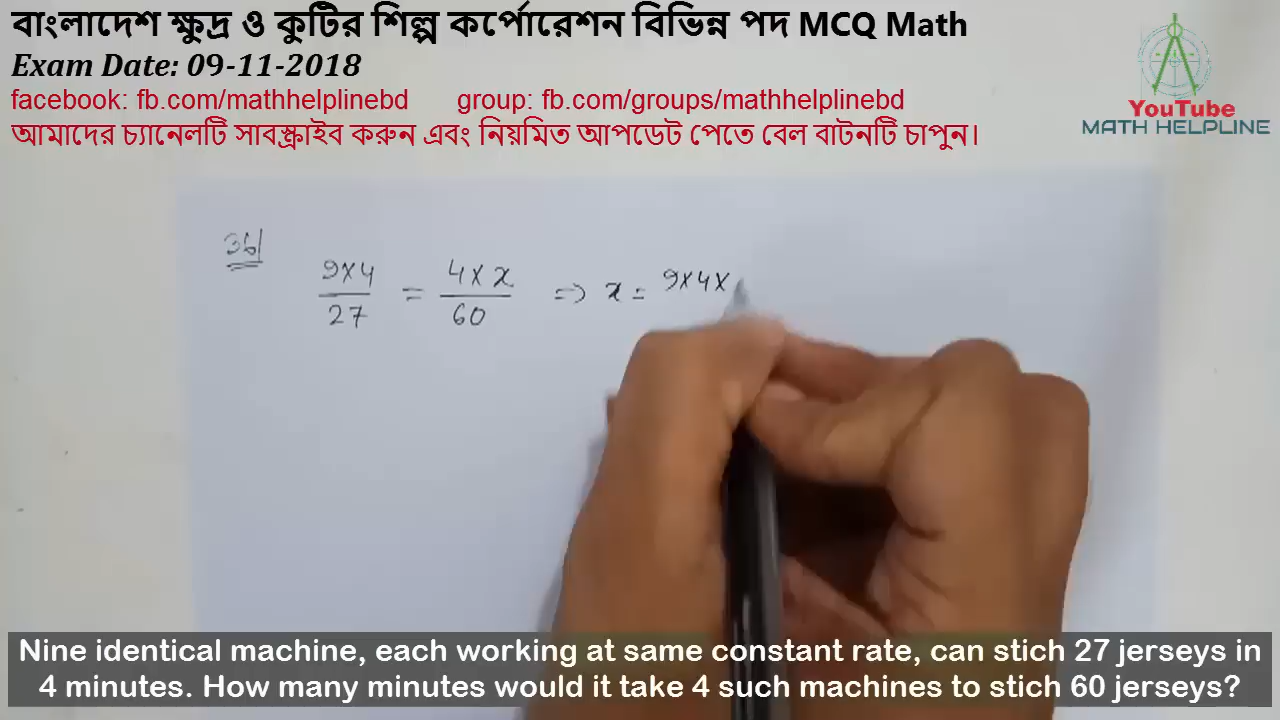 বাংলাদেশ ক্ষুদ্র ও কুটির শিল্প কর্পোরেশন বিভিন্ন পদ MCQ Math
Exam Date: 09-11-2018
facebook: fb.com/mathhelplinebd group: fb.com/groups/mathhelplinebd
আমাদের চ্যানেলটি সাবস্ক্রাইব করুন এবং নিয়মিত আপডেট পেতে বেল বাটনটি চাপুন।
YouTube
MATH HELPLINE
36|
9×4/27 = 4×x/60 => x = 9×4×
Nine identical machine, each working at same constant rate, can stich 27 jerseys in
4 minutes. How many minutes would it take 4 such machines to stich 60 jerseys?